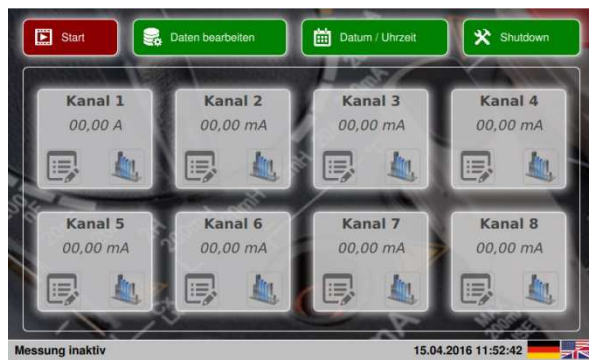 Start
Daten bearbeiten
Datum / Uhrzeit
Shutdown
Kanal 1
00,00 A
Kanal 2
00,00 mA
Kanal 3
00,00 mA
Kanal 4
00,00 mA
Kanal 5
00,00 mA
Kanal 6
00,00 mA
Kanal 7
00,00 mA
Kanal 8
00,00 mA
Messung inaktiv
15.04.2016 11:52:42